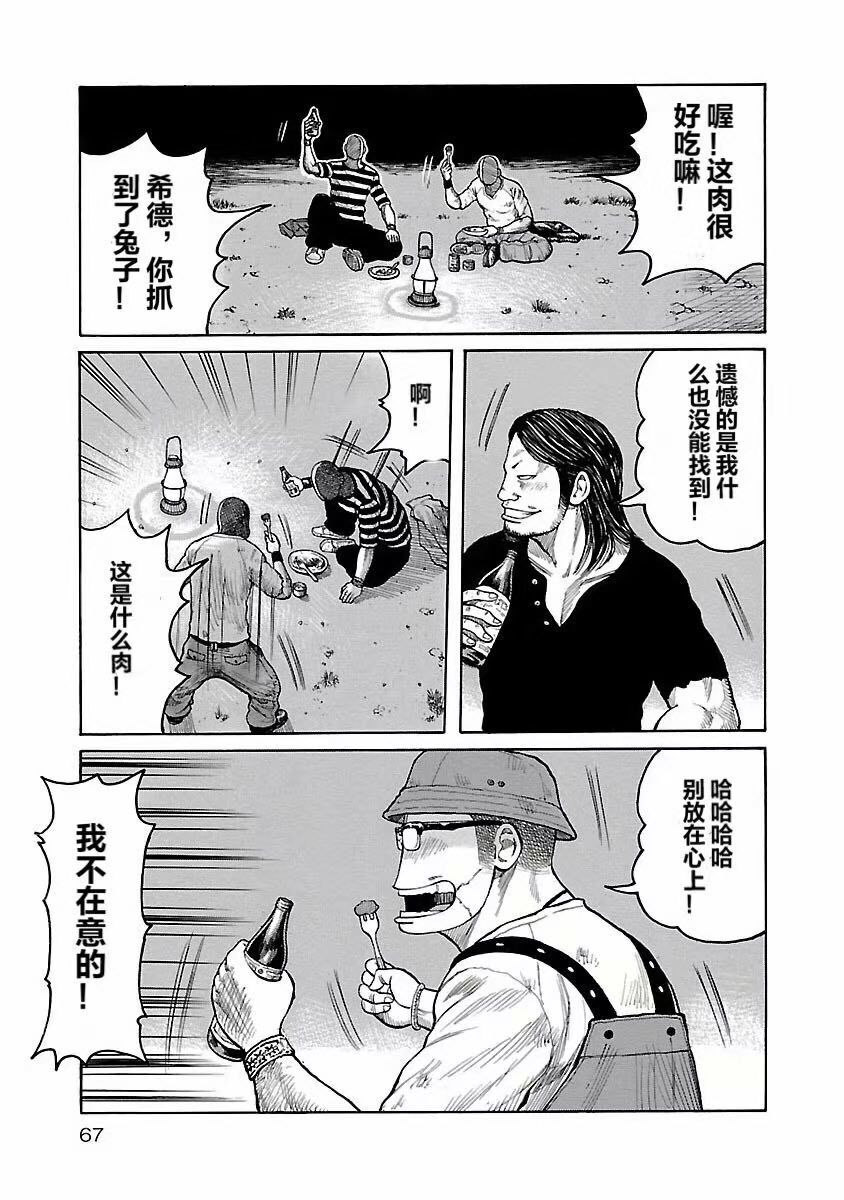 喔！这肉很
好吃嘛！
希德，你抓
到了兔子！
遗憾的是我什
么也没能找到！
啊！
这是什么肉！
哈哈哈哈
别放在心上！
我不在意的！
67